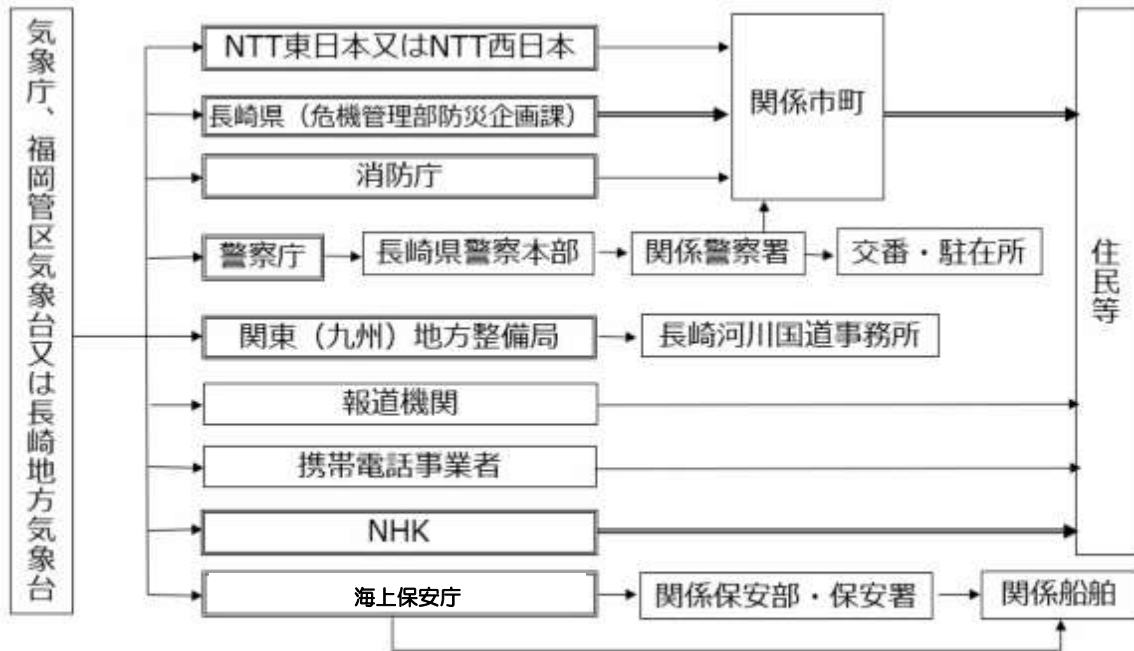 気象庁、福岡管区気象台又は長崎地方気象台
NTT東日本又はNTT西日本
長崎県（危機管理部防災企画課）
消防庁
関係市町
警察庁
長崎県警察本部
関係警察署
交番・駐在所
関東（九州）地方整備局
長崎河川国道事務所
報道機関
携帯電話事業者
NHK
住民等
海上保安庁
関係保安部・保安署
関係船舶